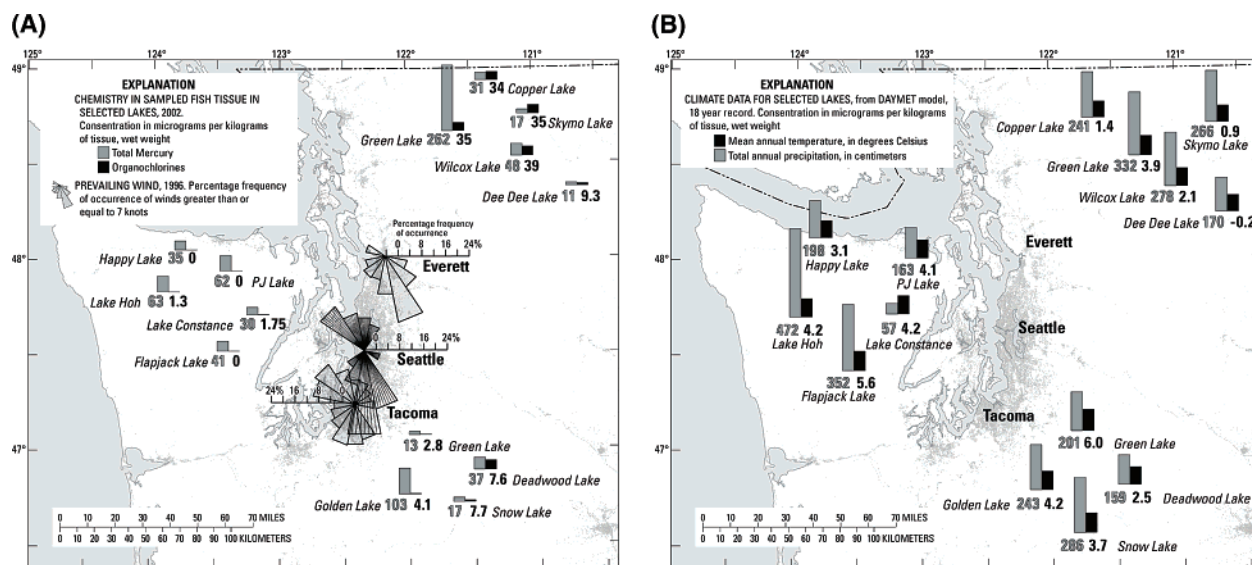 (A)
125°
124°
123°
122°
121°
49°
48°
47°
EXPLANATION
CHEMISTRY IN SAMPLED FISH TISSUE IN
SELECTED LAKES, 2002.
Consentration in micrograms per kilograms
of tissue, wet weight
Total Mercury
Organochlorines
PREVAILING WIND, 1996. Percentage frequency
of occurrence of winds greater than or
equal to 7 knots
31 34 Copper Lake
17 35 Skymo Lake
Green Lake 262 35
Wilcox Lake 48 39
Dee Dee Lake 11 9.3
Percentage frequency
of occurrence
0 8 16 24%
Everett
Happy Lake 35 0
62 0 PJ Lake
63 1.3
Lake Hoh
Lake Constance 30 1.75
Flapjack Lake 41 0
0 8 16 24%
Seattle
24% 16 8 0
Tacoma
13 2.8 Green Lake
37 7.6 Deadwood Lake
Golden Lake 103 4.1
17 7.7 Snow Lake
0 10 20 30 40 50 60 70 MILES
0 10 20 30 40 50 60 70 80 90 100 KILOMETERS
(B)
125°
124°
123°
122°
121°
49°
48°
47°
EXPLANATION
CLIMATE DATA FOR SELECTED LAKES, from DAYMET model,
18 year record. Consentration in micrograms per kilograms
of tissue, wet weight
Mean annual temperature, in degrees Celsius
Total annual precipitation, in centimeters
Copper Lake 241 1.4
266 0.9
Skymo Lake
Green Lake 332 3.9
Wilcox Lake 278 2.1
Dee Dee Lake 170 -0.2
Everett
198 3.1
Happy Lake
163 4.1
PJ Lake
472 4.2
Lake Hoh
57 4.2
Lake Constance
Seattle
352 5.6
Flapjack Lake
Tacoma
201 6.0 Green Lake
Golden Lake 243 4.2
159 2.5 Deadwood Lake
286 3.7 Snow Lake
0 10 20 30 40 50 60 70 MILES
0 10 20 30 40 50 60 70 80 90 100 KILOMETERS